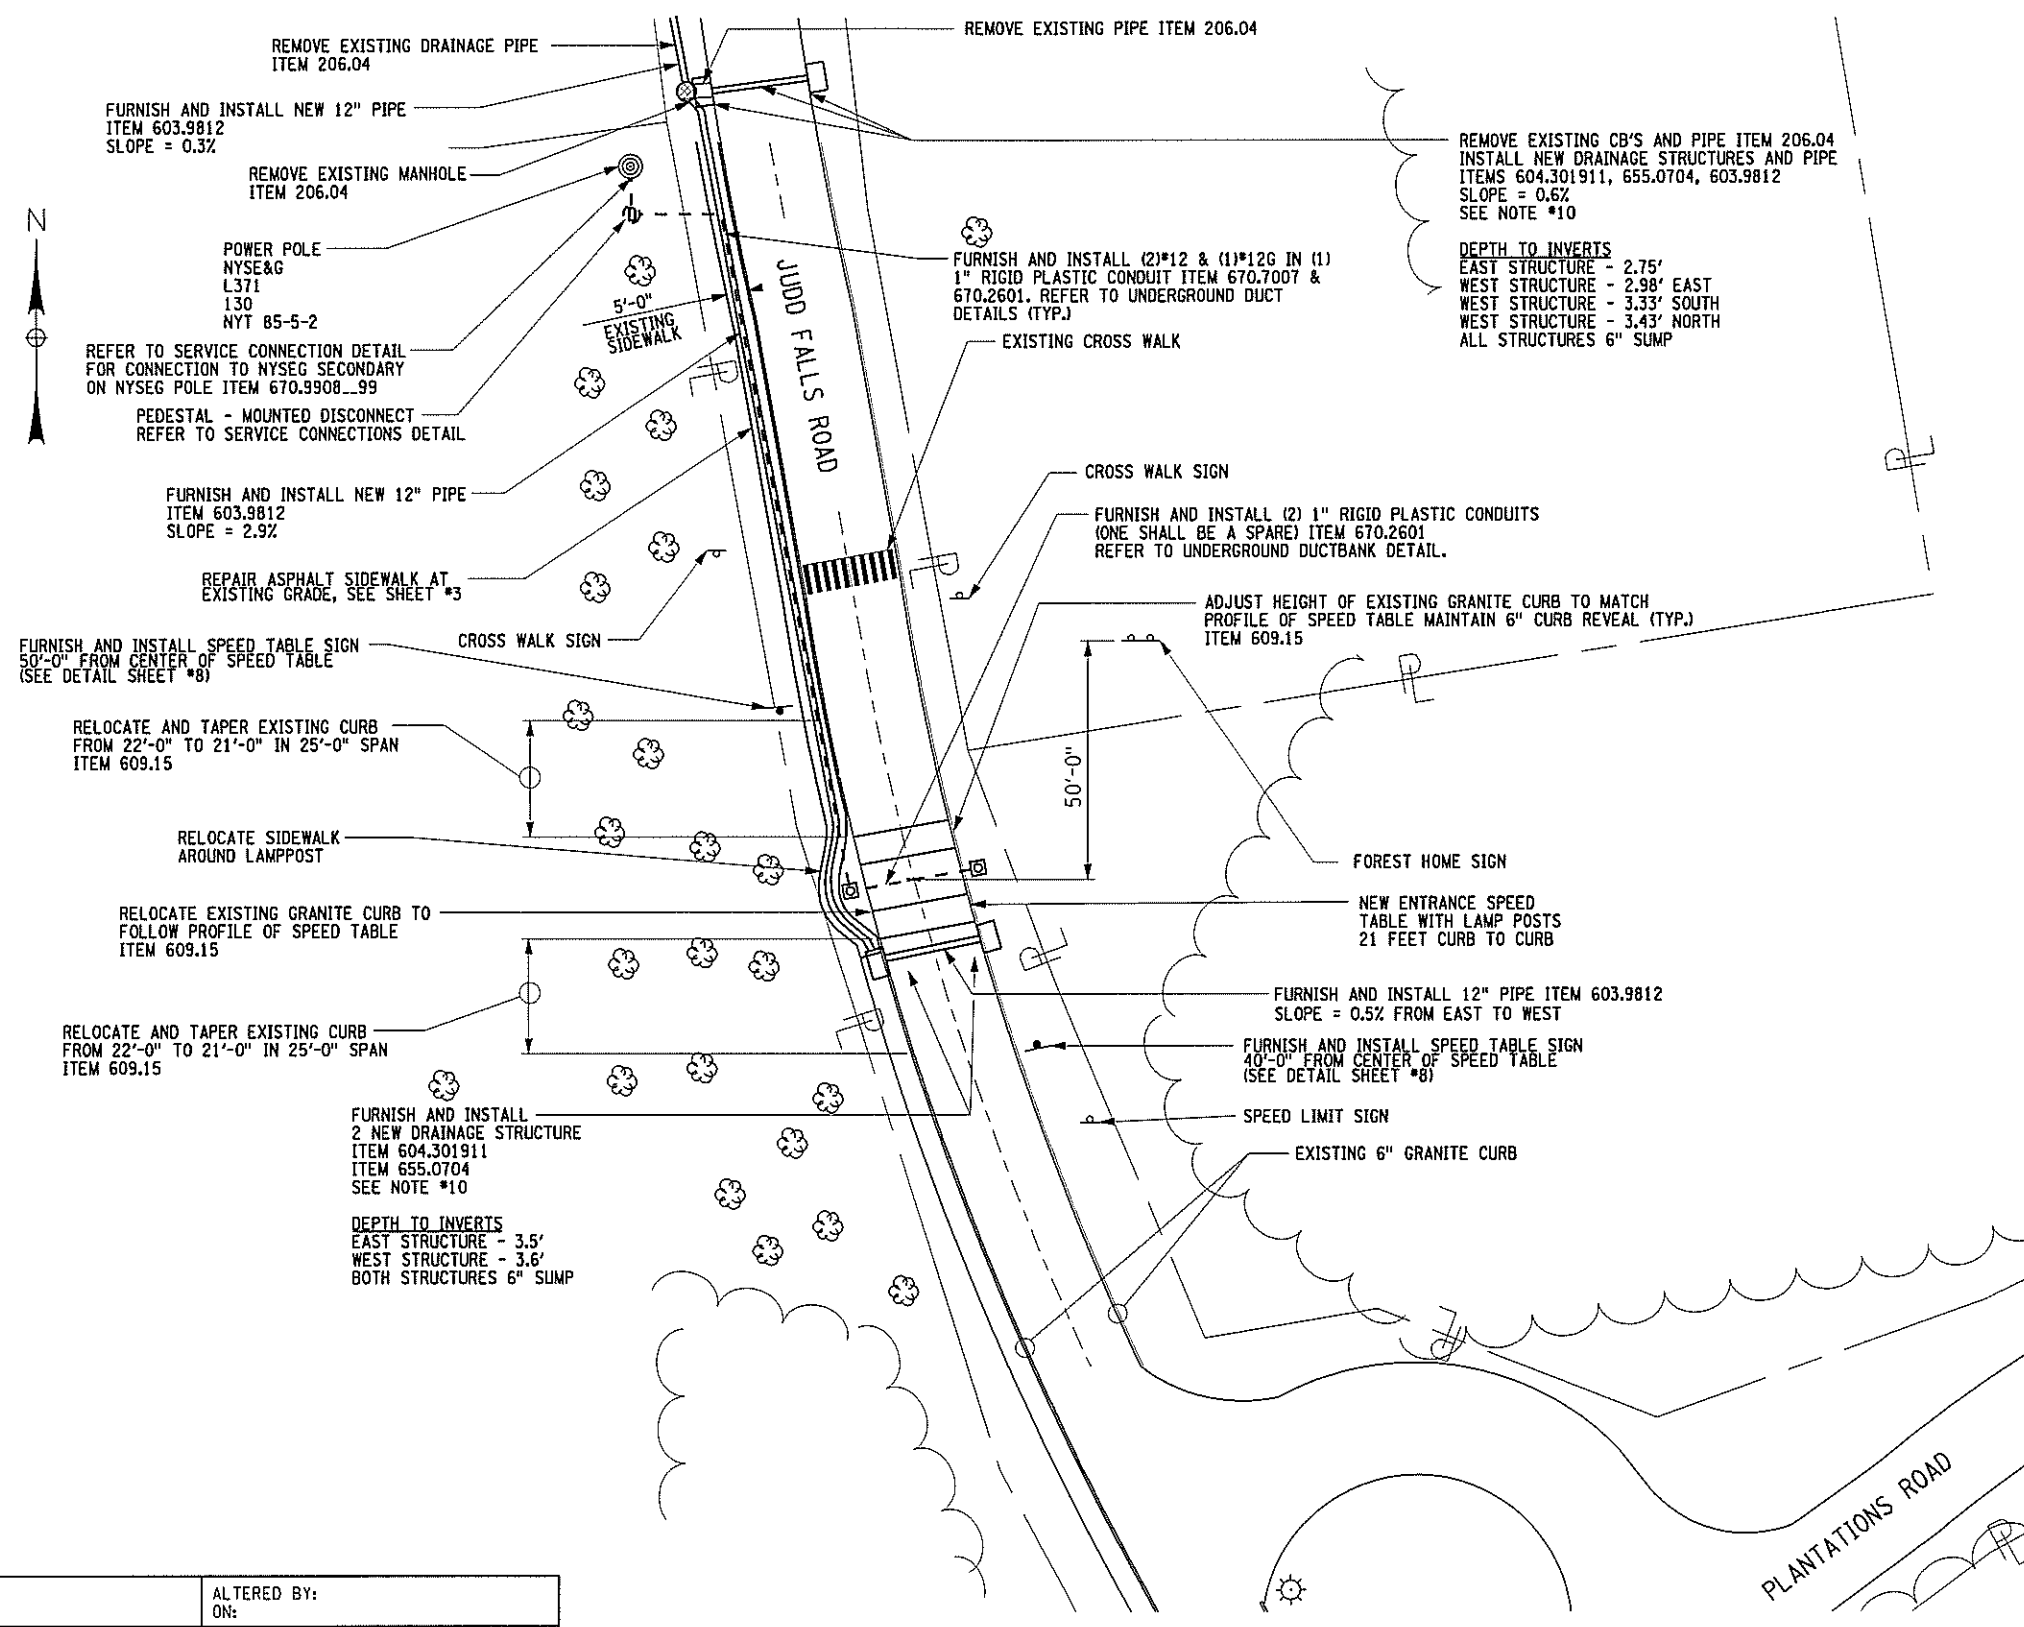 REMOVE EXISTING DRAINAGE PIPE
ITEM 206.04
REMOVE EXISTING PIPE ITEM 206.04
FURNISH AND INSTALL NEW 12" PIPE
ITEM 603.9812
SLOPE = 0.3%
REMOVE EXISTING MANHOLE
ITEM 206.04
REMOVE EXISTING CB'S AND PIPE ITEM 206.04
INSTALL NEW DRAINAGE STRUCTURES AND PIPE
ITEMS 604.301911, 655.0704, 603.9812
SLOPE = 0.6%
SEE NOTE #10
DEPTH TO INVERTS
EAST STRUCTURE - 2.75'
WEST STRUCTURE - 2.98' EAST
WEST STRUCTURE - 3.33' SOUTH
WEST STRUCTURE - 3.43' NORTH
ALL STRUCTURES 6" SUMP
N
POWER POLE
NYSE&G
L371
130
NYT 85-5-2
FURNISH AND INSTALL (2)#12 & (1)#12G IN (1)
1" RIGID PLASTIC CONDUIT ITEM 670.7007 &
670.2601. REFER TO UNDERGROUND DUCT
DETAILS (TYP.)
5'-0"
EXISTING
SIDEWALK
JUDD FALLS ROAD
EXISTING CROSS WALK
REFER TO SERVICE CONNECTION DETAIL
FOR CONNECTION TO NYSEG SECONDARY
ON NYSEG POLE ITEM 670.9908__99
PEDESTAL - MOUNTED DISCONNECT
REFER TO SERVICE CONNECTIONS DETAIL
PL
PL
CROSS WALK SIGN
FURNISH AND INSTALL NEW 12" PIPE
ITEM 603.9812
SLOPE = 2.9%
FURNISH AND INSTALL (2) 1" RIGID PLASTIC CONDUITS
(ONE SHALL BE A SPARE) ITEM 670.2601
REFER TO UNDERGROUND DUCTBANK DETAIL.
PL
REPAIR ASPHALT SIDEWALK AT
EXISTING GRADE, SEE SHEET #3
ADJUST HEIGHT OF EXISTING GRANITE CURB TO MATCH
PROFILE OF SPEED TABLE MAINTAIN 6" CURB REVEAL (TYP.)
ITEM 609.15
CROSS WALK SIGN
FURNISH AND INSTALL SPEED TABLE SIGN
50'-0" FROM CENTER OF SPEED TABLE
(SEE DETAIL SHEET #8)
PL
RELOCATE AND TAPER EXISTING CURB
FROM 22'-0" TO 21'-0" IN 25'-0" SPAN
ITEM 609.15
50'-0"
RELOCATE SIDEWALK
AROUND LAMPPOST
FOREST HOME SIGN
RELOCATE EXISTING GRANITE CURB TO
FOLLOW PROFILE OF SPEED TABLE
ITEM 609.15
NEW ENTRANCE SPEED
TABLE WITH LAMP POSTS
21 FEET CURB TO CURB
PL
FURNISH AND INSTALL 12" PIPE ITEM 603.9812
SLOPE = 0.5% FROM EAST TO WEST
PL
RELOCATE AND TAPER EXISTING CURB
FROM 22'-0" TO 21'-0" IN 25'-0" SPAN
ITEM 609.15
FURNISH AND INSTALL SPEED TABLE SIGN
40'-0" FROM CENTER OF SPEED TABLE
(SEE DETAIL SHEET #8)
SPEED LIMIT SIGN
FURNISH AND INSTALL
2 NEW DRAINAGE STRUCTURE
ITEM 604.301911
ITEM 655.0704
SEE NOTE #10
EXISTING 6" GRANITE CURB
DEPTH TO INVERTS
EAST STRUCTURE - 3.5'
WEST STRUCTURE - 3.6'
BOTH STRUCTURES 6" SUMP
PL
PLANTATIONS ROAD
PL
ALTERED BY:
ON: